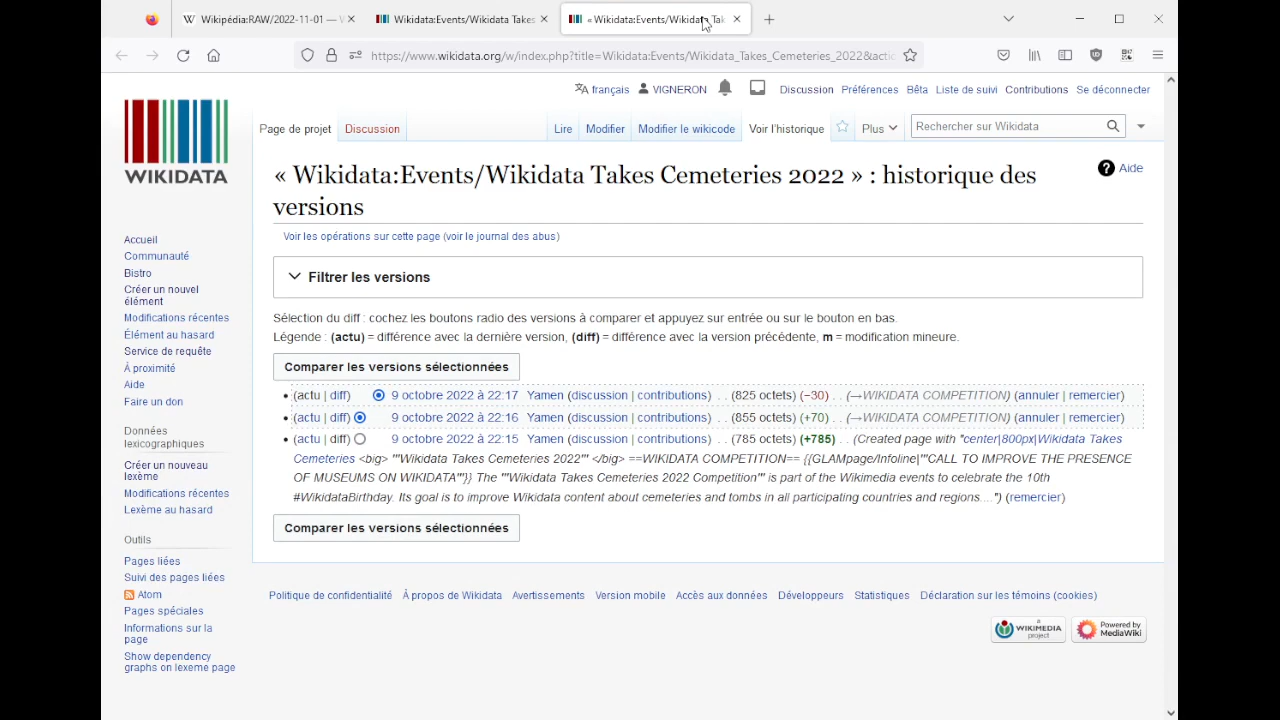 Wikipédia:RAW/2022-11-01 —
Wikidata:Events/Wikidata Takes
« Wikidata:Events/Wikidata Tak
https://www.wikidata.org/w/index.php?title=Wikidata:Events/Wikidata_Takes_Cemeteries_2022&actic
français VIGNERON Discussion Préférences Bêta Liste de suivi Contributions Se déconnecter
Page de projet Discussion Lire Modifier Modifier le wikicode Voir l'historique Plus Rechercher sur Wikidata
WIKIDATA
« Wikidata:Events/Wikidata Takes Cemeteries 2022 » : historique des
versions
Aide
Voir les opérations sur cette page (voir le journal des abus)
Filtrer les versions
Sélection du diff : cochez les boutons radio des versions à comparer et appuyez sur entrée ou sur le bouton en bas.
Légende : (actu) = différence avec la dernière version, (diff) = différence avec la version précédente, m = modification mineure.
Comparer les versions sélectionnées
(actu | diff) 9 octobre 2022 à 22:17 Yamen (discussion | contributions) . . (825 octets) (−30) . . (→WIKIDATA COMPETITION) (annuler | remercier)
(actu | diff) 9 octobre 2022 à 22:16 Yamen (discussion | contributions) . . (855 octets) (+70) . . (→WIKIDATA COMPETITION) (annuler | remercier)
(actu | diff) 9 octobre 2022 à 22:15 Yamen (discussion | contributions) . . (785 octets) (+785) . . (Created page with "center|800px|Wikidata Takes
Cemeteries <big> '''Wikidata Takes Cemeteries 2022''' </big> ==WIKIDATA COMPETITION== {{GLAMpage/Infoline|'''CALL TO IMPROVE THE PRESENCE
OF MUSEUMS ON WIKIDATA'''}} The '''Wikidata Takes Cemeteries 2022 Competition''' is part of the Wikimedia events to celebrate the 10th
#WikidataBirthday. Its goal is to improve Wikidata content about cemeteries and tombs in all participating countries and regions....") (remercier)
Comparer les versions sélectionnées
Accueil
Communauté
Bistro
Créer un nouvel
élément
Modifications récentes
Élément au hasard
Service de requête
À proximité
Aide
Faire un don
Données
lexicographiques
Créer un nouveau
lexème
Modifications récentes
Lexème au hasard
Outils
Pages liées
Suivi des pages liées
Atom
Pages spéciales
Informations sur la
page
Show dependency
graphs on lexeme page
Politique de confidentialité À propos de Wikidata Avertissements Version mobile Accès aux données Développeurs Statistiques Déclaration sur les témoins (cookies)
a
WIKIMEDIA
project
Powered by
MediaWiki